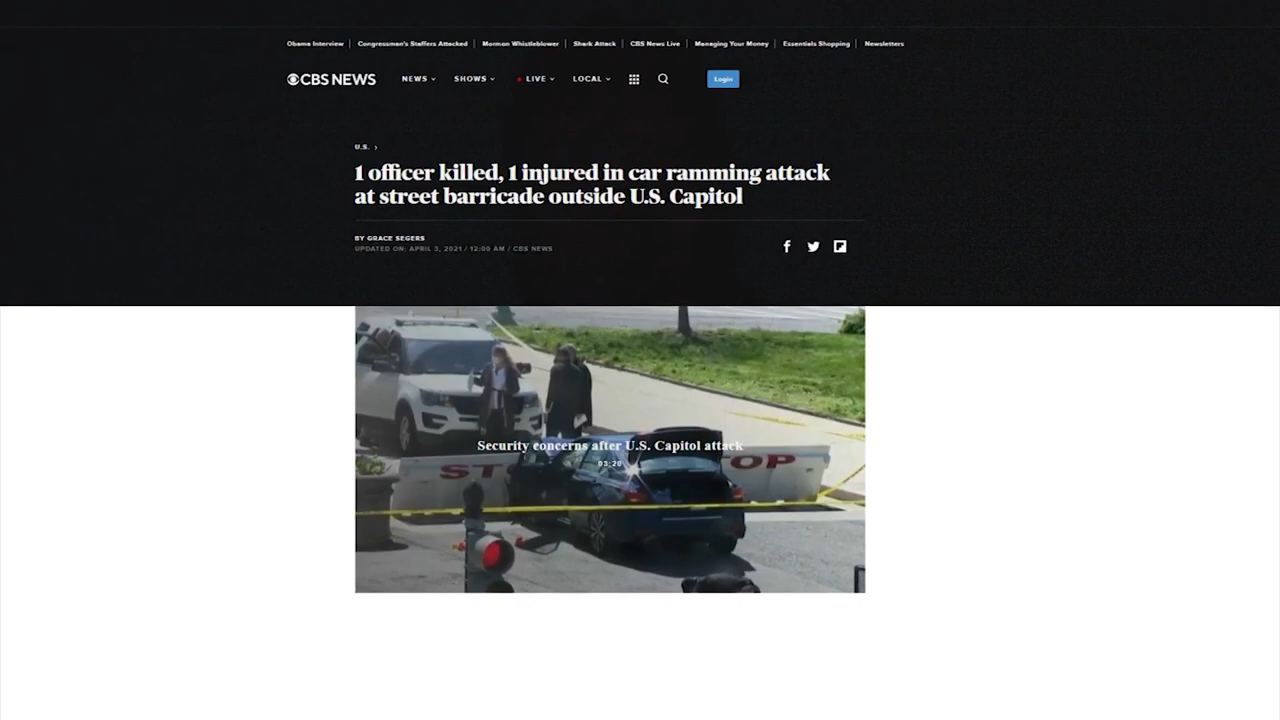 Obama Interview
Congressman's Staffers Attacked
Mormon Whistleblower
Shark Attack
CBS News Live
Managing Your Money
Essentials Shopping
Newsletters
CBS NEWS
NEWS
SHOWS
LIVE
LOCAL
Login
U.S.
1 officer killed, 1 injured in car ramming attack
at street barricade outside U.S. Capitol
BY GRACE SEGERS
UPDATED ON: APRIL 3, 2021 / 12:00 AM / CBS NEWS
Security concerns after U.S. Capitol attack
03:20
ST OP